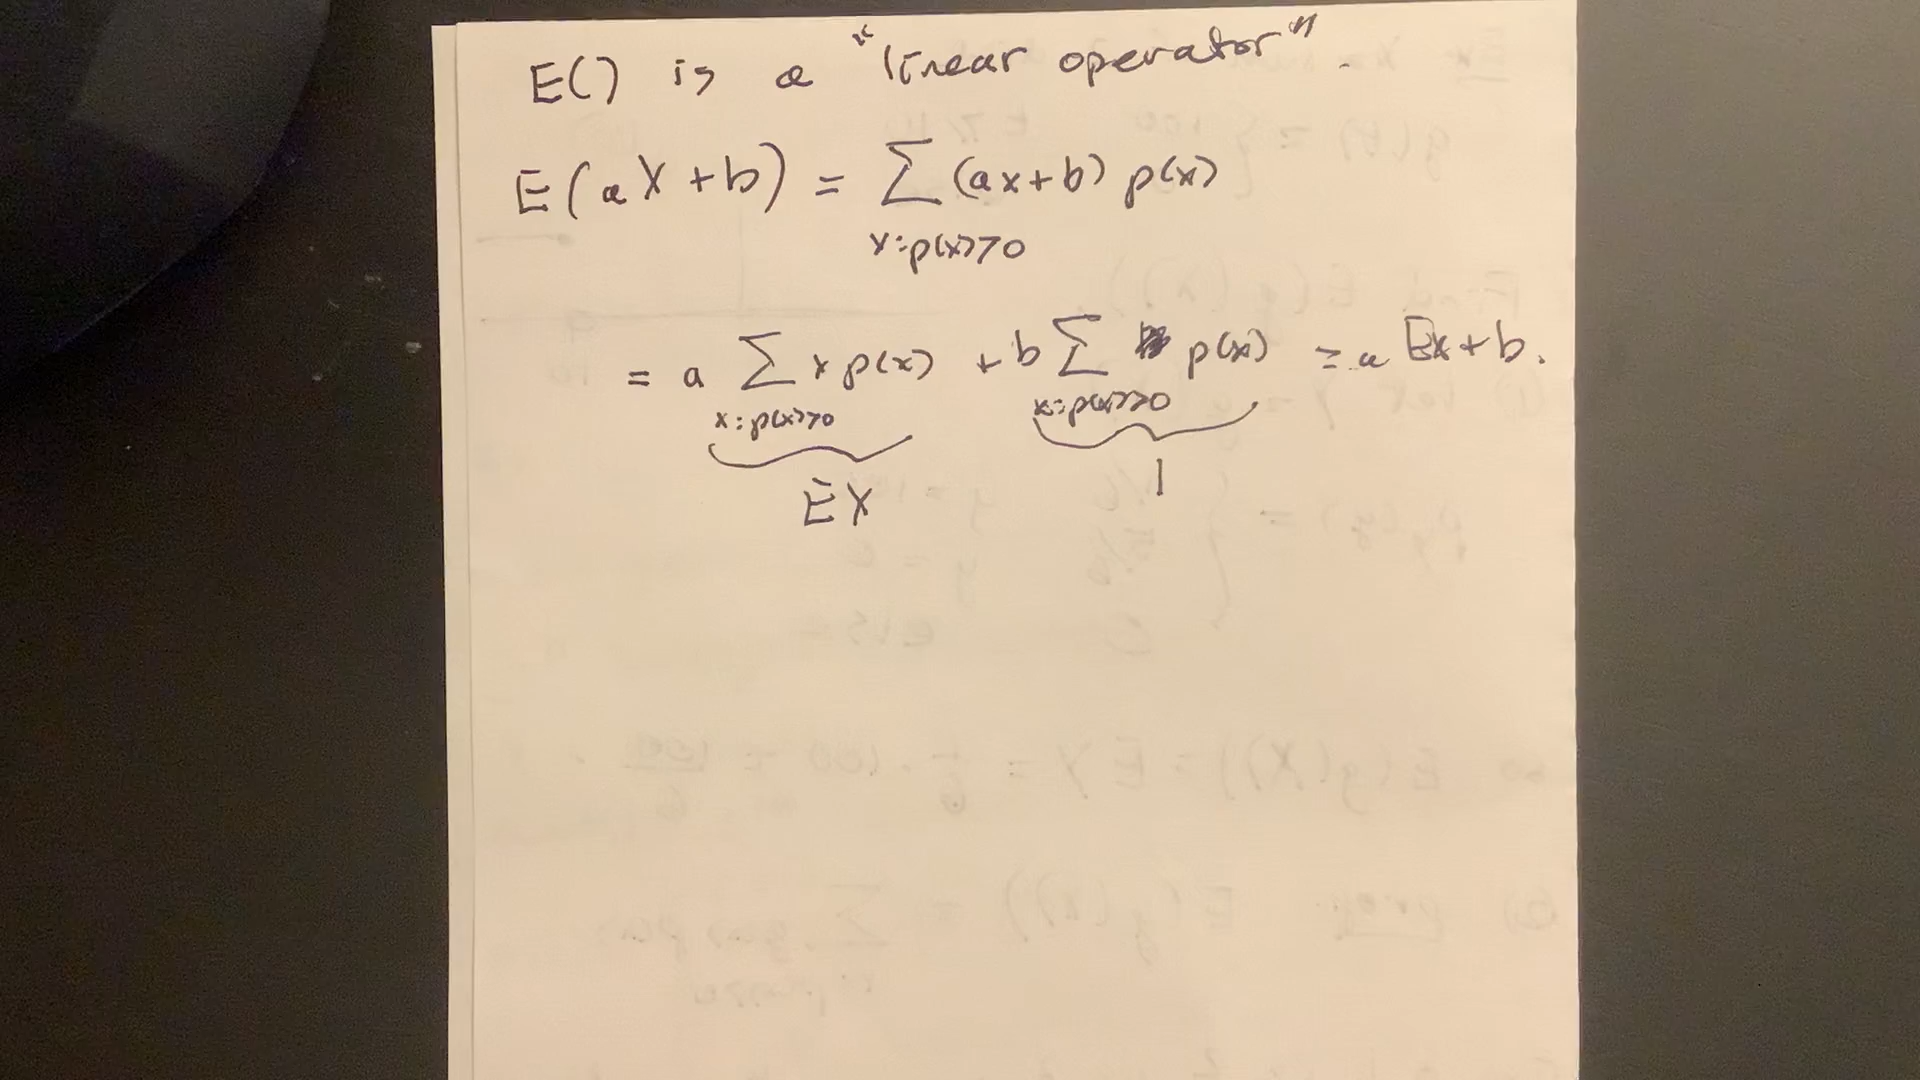 E() is a "linear operator".
E(aX+b) = ∑ (ax+b) p(x)
x:p(x)>0
= a ∑ x p(x) + b ∑ p(x) = a EX + b.
x:p(x)>0 x:p(x)>0
EX 1